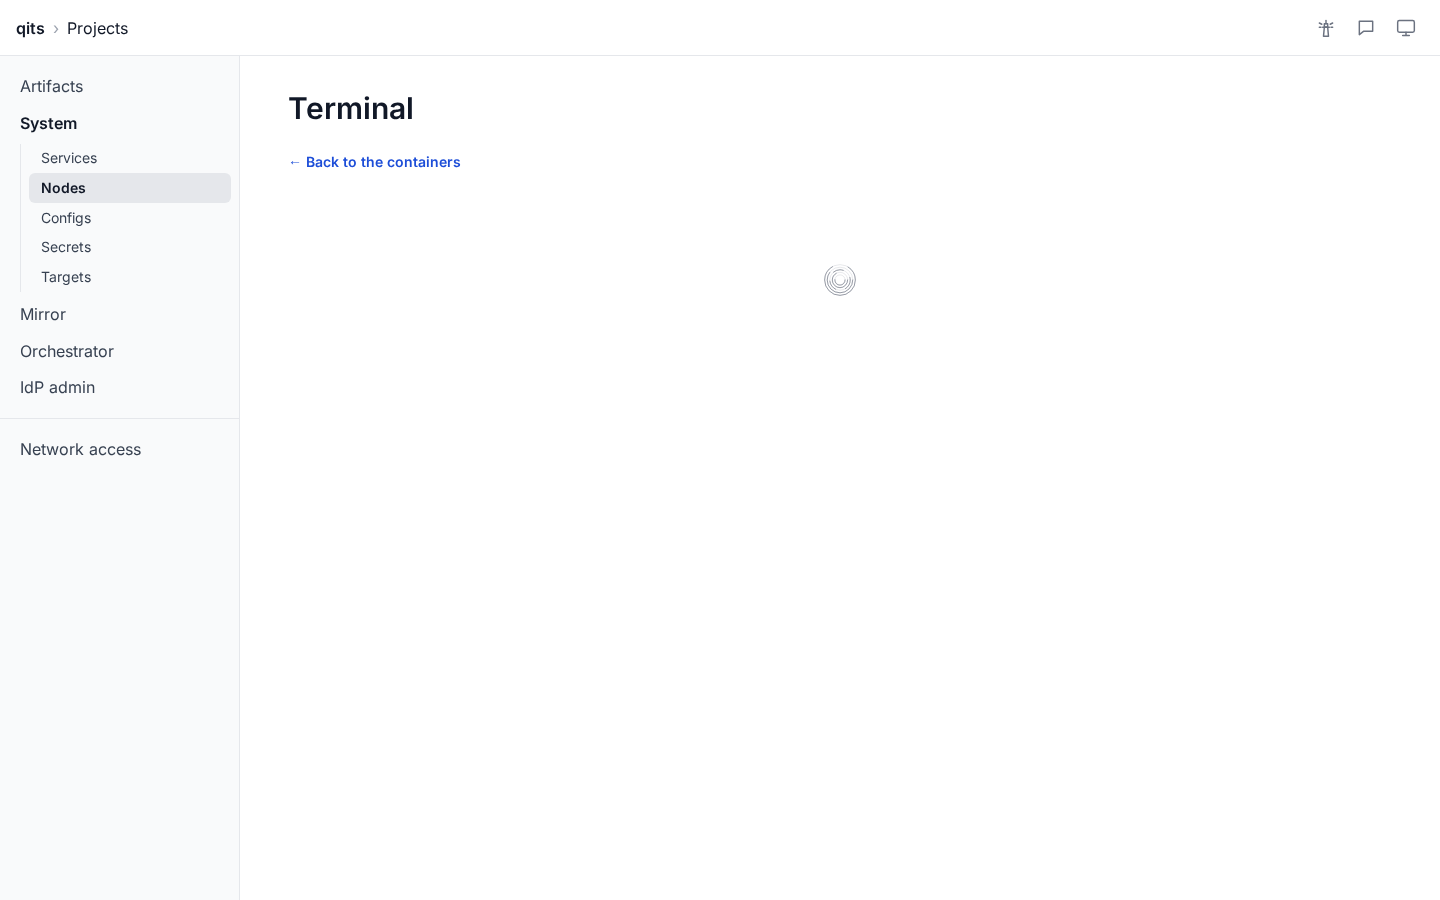 qits › Projects
Artifacts
System
Services
Nodes
Configs
Secrets
Targets
Mirror
Orchestrator
IdP admin
Network access
Terminal
← Back to the containers